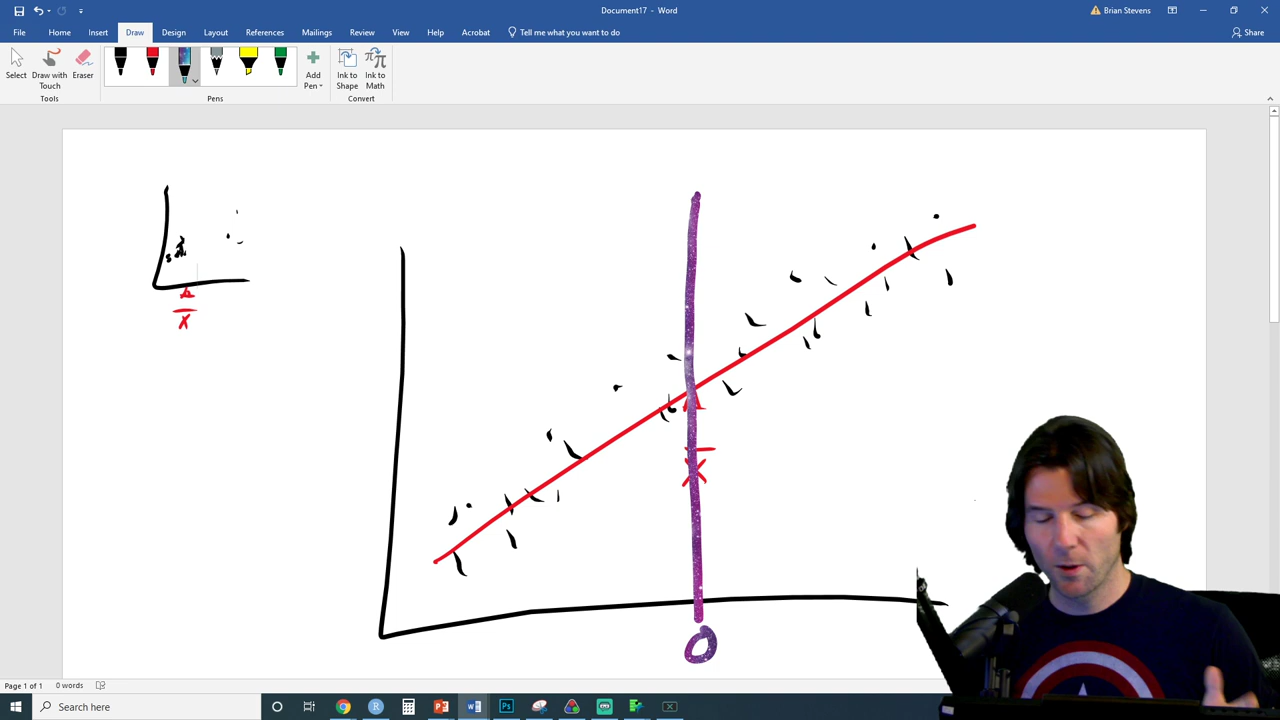 Document17 - Word
Brian Stevens
File Home Insert Draw Design Layout References Mailings Review View Help Acrobat Tell me what you want to do Share
Select Draw with Touch Eraser Add Pen Ink to Shape Ink to Math
Tools Pens Convert
X
X
0
Page 1 of 1 0 words
Search here